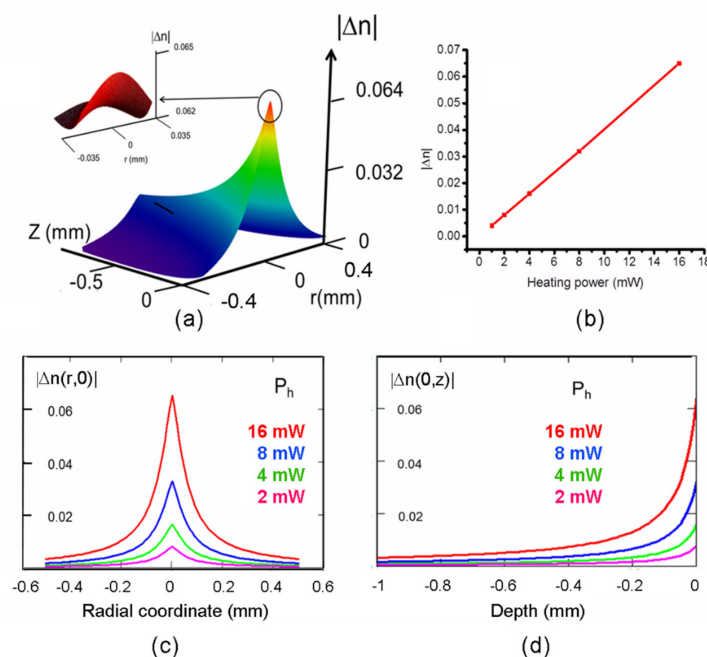 |Δn|
0.065
0.062
-0.035
0
r (mm)
0.035
|Δn|
0.064
0.032
0
Z (mm)
-0.5
0
-0.4
0
r(mm)
0.4
(a)
(b)
0.07
0.06
0.05
0.04
0.03
0.02
0.01
0.00
|Δn|
0 2 4 6 8 10 12 14 16 18
Heating power (mW)
|Δn(r,0)|
0.06
0.04
0.02
Ph
16 mW
8 mW
4 mW
2 mW
-0.6 -0.4 -0.2 0 0.2 0.4 0.6
Radial coordinate (mm)
(c)
|Δn(0,z)|
0.06
0.04
0.02
Ph
16 mW
8 mW
4 mW
2 mW
-1 -0.8 -0.6 -0.4 -0.2 0
Depth (mm)
(d)